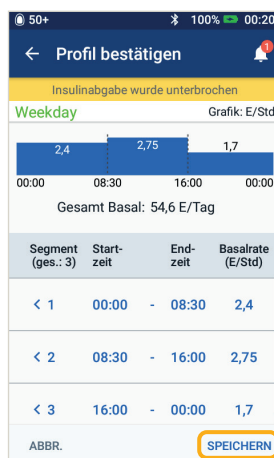 50+ 100% 00:20
Profil bestätigen
Insulinabgabe wurde unterbrochen
Weekday Grafik: E/Std
2,4 2,75 1,7
00:00 08:30 16:00 00:00
Gesamt Basal: 54,6 E/Tag
Segment Start- End- Basalrate
(ges.: 3) zeit zeit (E/Std)
< 1 00:00 - 08:30 2,4
< 2 08:30 - 16:00 2,75
< 3 16:00 - 00:00 1,7
ABBR. SPEICHERN